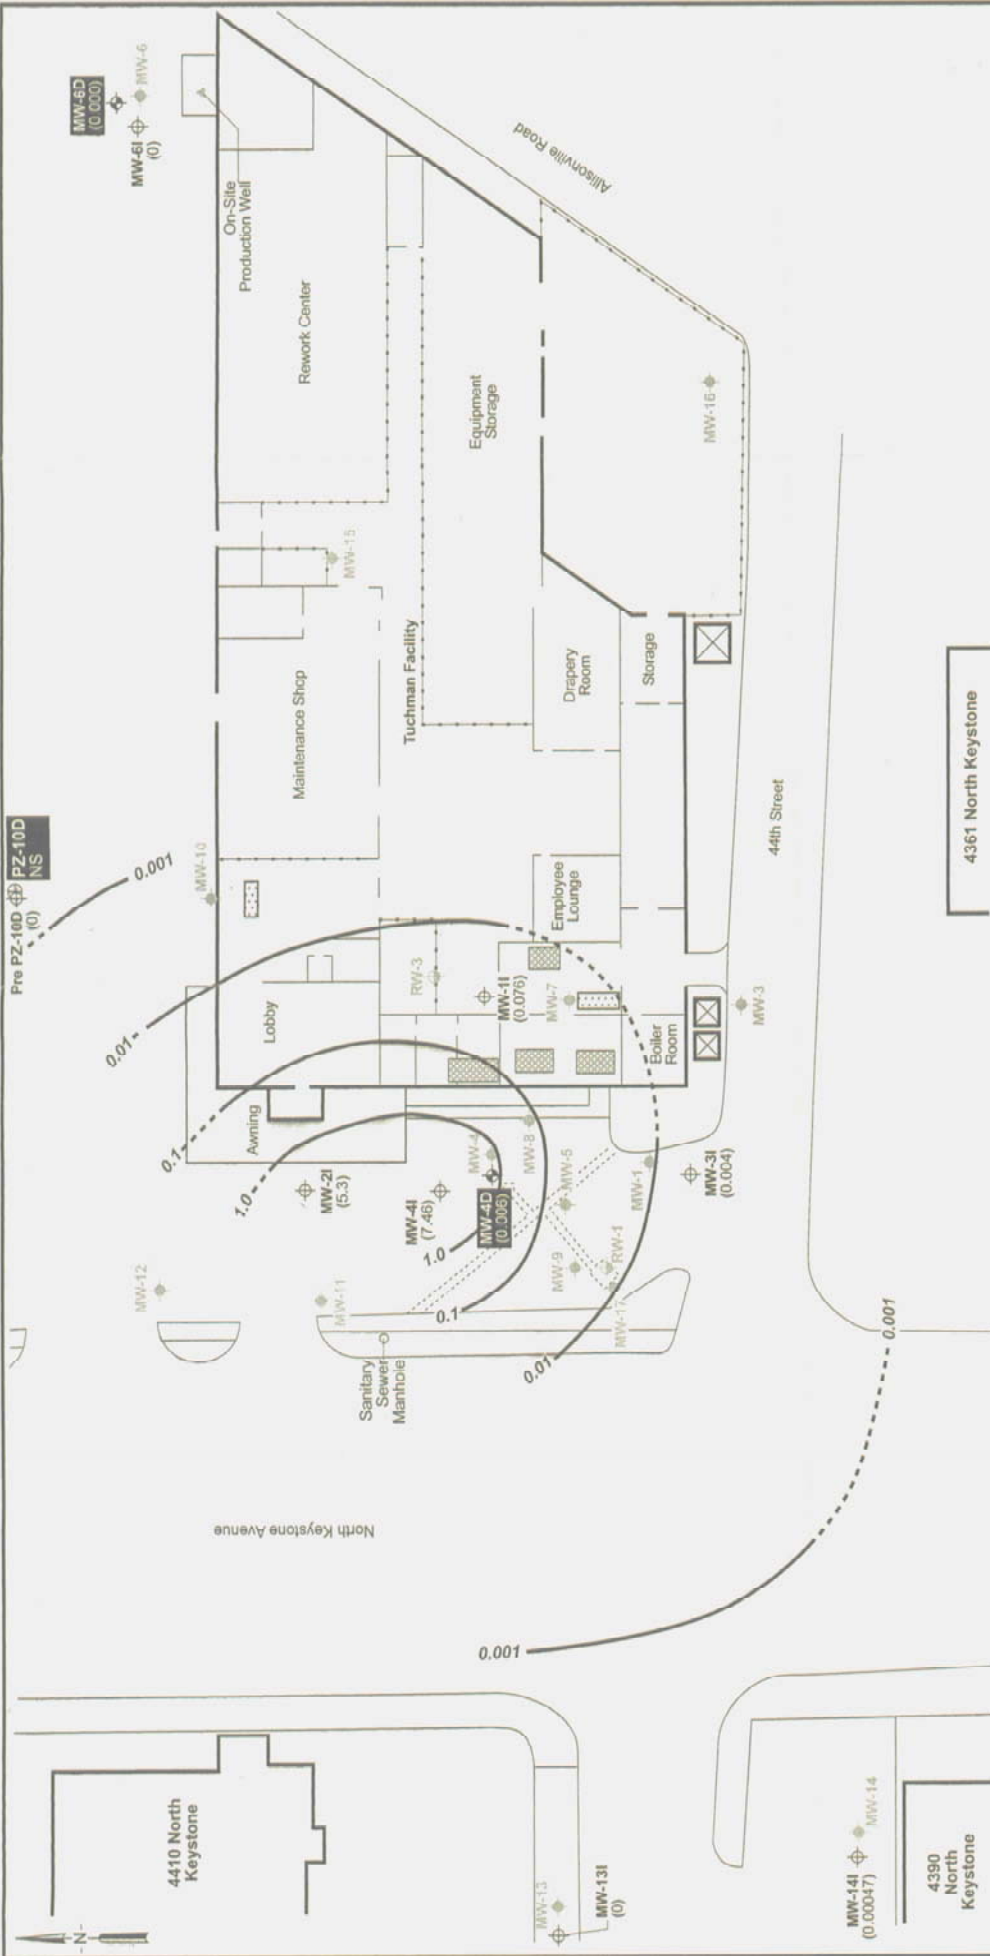 MW-6D
(0.000)
MW-6
MW-6I
(0)
On-Site
Production Well
Allisonville Road
Rework Center
Equipment
Storage
MW-16
MW-15
Maintenance Shop
Tuchman Facility
Drapery
Room
Storage
Pre PZ-10D
(0)
PZ-10D
NS
0.001
MW-10
44th Street
4361 North Keystone
Employee
Lounge
0.01
Lobby
RW-3
MW-1I
(0.076)
MW-7
Boiler
Room
MW-3
0.1
Awning
1.0
MW-2I
(5.3)
MW-4I
(7.46)
1.0
MW-4
MW-4D
(0.006)
MW-8
MW-5
MW-1
MW-3I
(0.004)
MW-12
MW-11
0.1
MW-9
RW-1
MW-17
0.01
Sanitary
Sewer
Manhole
0.001
North Keystone Avenue
0.001
4410 North
Keystone
N
MW-13
MW-13I
(0)
MW-14I
(0.00047)
MW-14
4390
North
Keystone